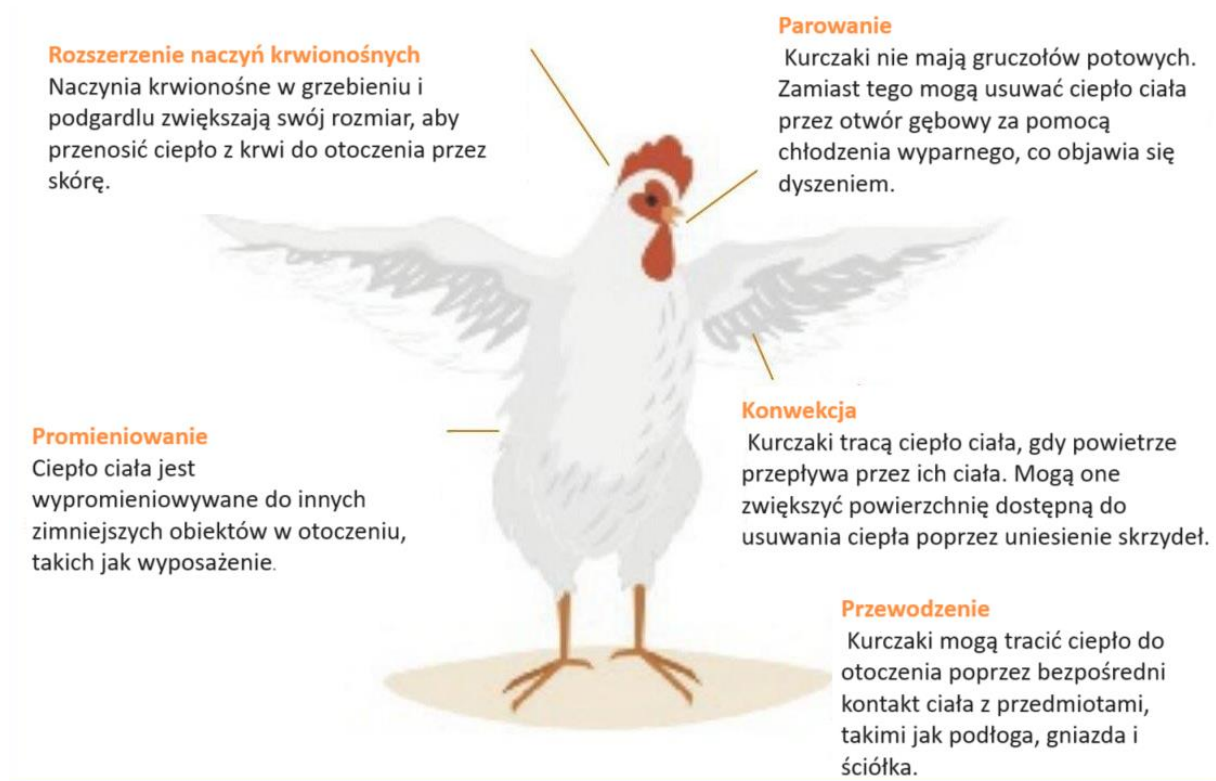 Rozszerzenie naczyń krwionośnych
Naczynia krwionośne w grzebieniu i
podgardlu zwiększają swój rozmiar, aby
przenosić ciepło z krwi do otoczenia przez
skórę.
Parowanie
Kurczaki nie mają gruczołów potowych.
Zamiast tego mogą usuwać ciepło ciała
przez otwór gębowy za pomocą
chłodzenia wyparnego, co objawia się
dyszeniem.
Promieniowanie
Ciepło ciała jest
wypromieniowywane do innych
zimniejszych obiektów w otoczeniu,
takich jak wyposażenie.
Konwekcja
Kurczaki tracą ciepło ciała, gdy powietrze
przepływa przez ich ciała. Mogą one
zwiększyć powierzchnię dostępną do
usuwania ciepła poprzez uniesienie skrzydeł.
Przewodzenie
Kurczaki mogą tracić ciepło do
otoczenia poprzez bezpośredni
kontakt ciała z przedmiotami,
takimi jak podłoga, gniazda i
ściółka.